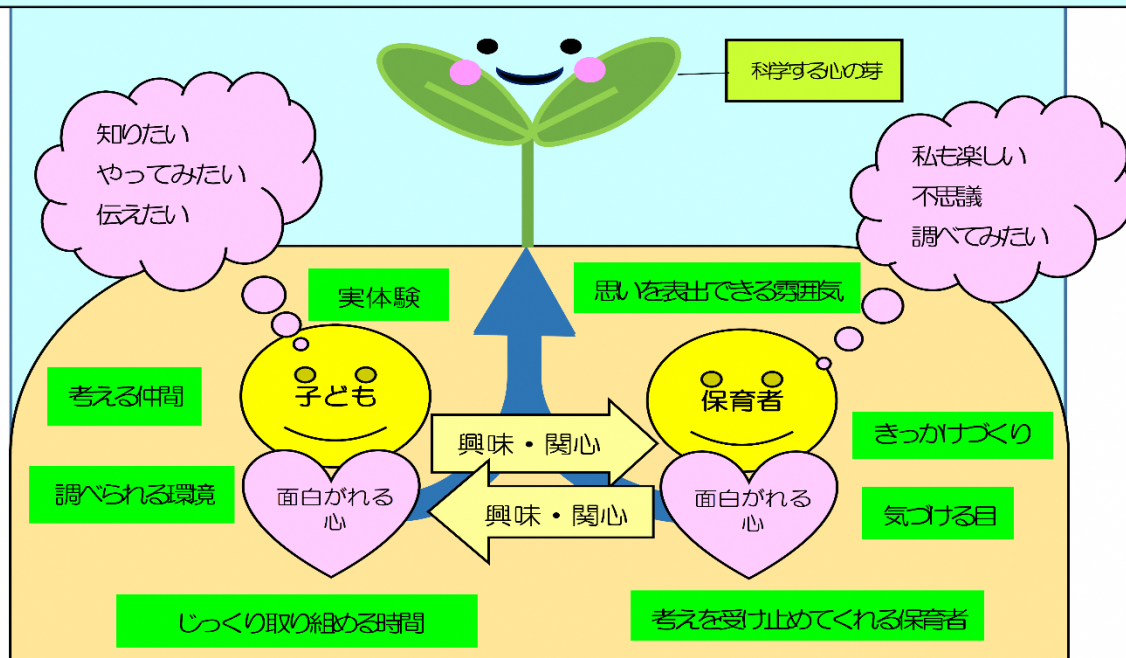 科学する心の芽
知りたい
やってみたい
伝えたい
私も楽しい
不思議
調べてみたい
実体験
思いを表出できる雰囲気
考える仲間
子ども
保育者
きっかけづくり
興味・関心
調べられる環境
面白がれる
心
興味・関心
面白がれる
心
気づける目
じっくり取り組める時間
考えを受け止めてくれる保育者